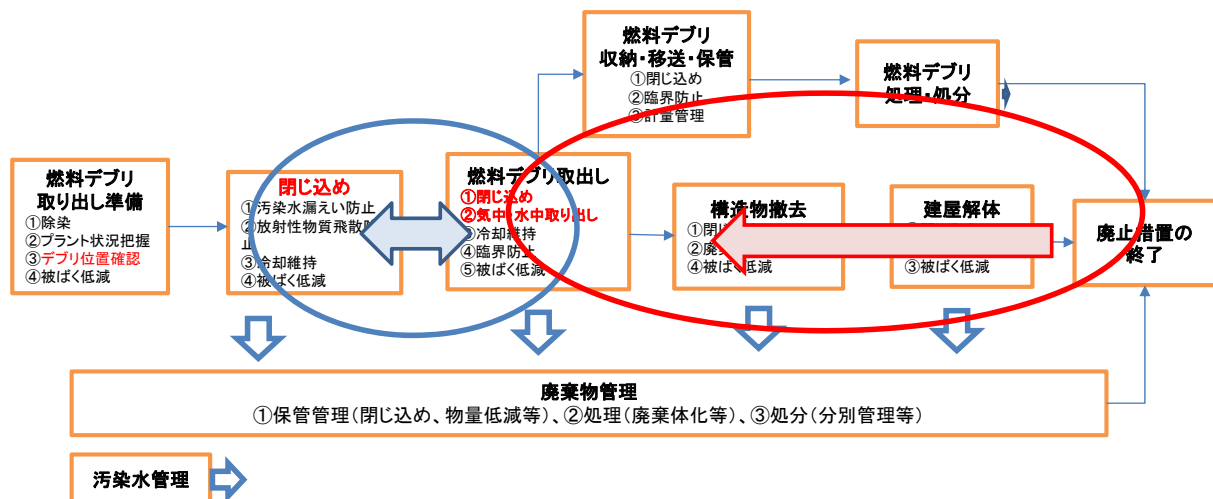 燃料デブリ
収納・移送・保管
①閉じ込め
②臨界防止
③計量管理
燃料デブリ
処理・処分
燃料デブリ
取り出し準備
①除染
②プラント状況把握
③デブリ位置確認
④被ばく低減
閉じ込め
①汚染水漏えい防止
②放射性物質飛散防
止
③冷却維持
④被ばく低減
燃料デブリ取出し
①閉じ込め
②気中・水中取り出し
③冷却維持
④臨界防止
⑤被ばく低減
構造物撤去
①閉じ
②廃
④被ばく低減
建屋解体
③被ばく低減
廃止措置の
終了
廃棄物管理
①保管管理(閉じ込め、物量低減等)、②処理(廃棄体化等)、③処分(分別管理等)
汚染水管理